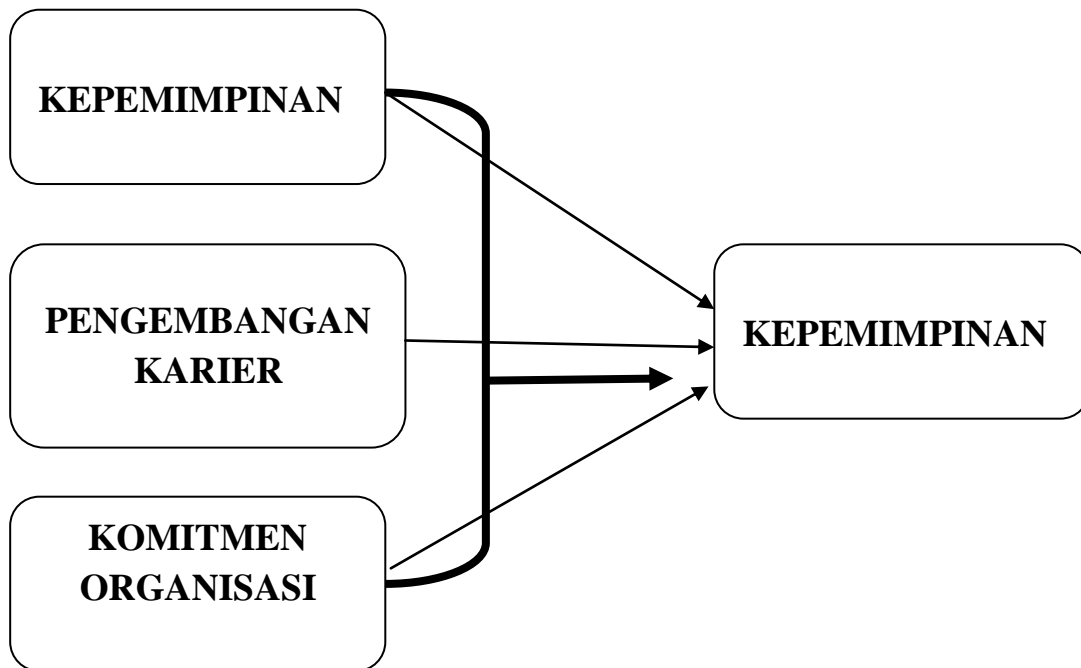 KEPEMIMPINAN
PENGEMBANGAN
KARIER
KEPEMIMPINAN
KOMITMEN
ORGANISASI